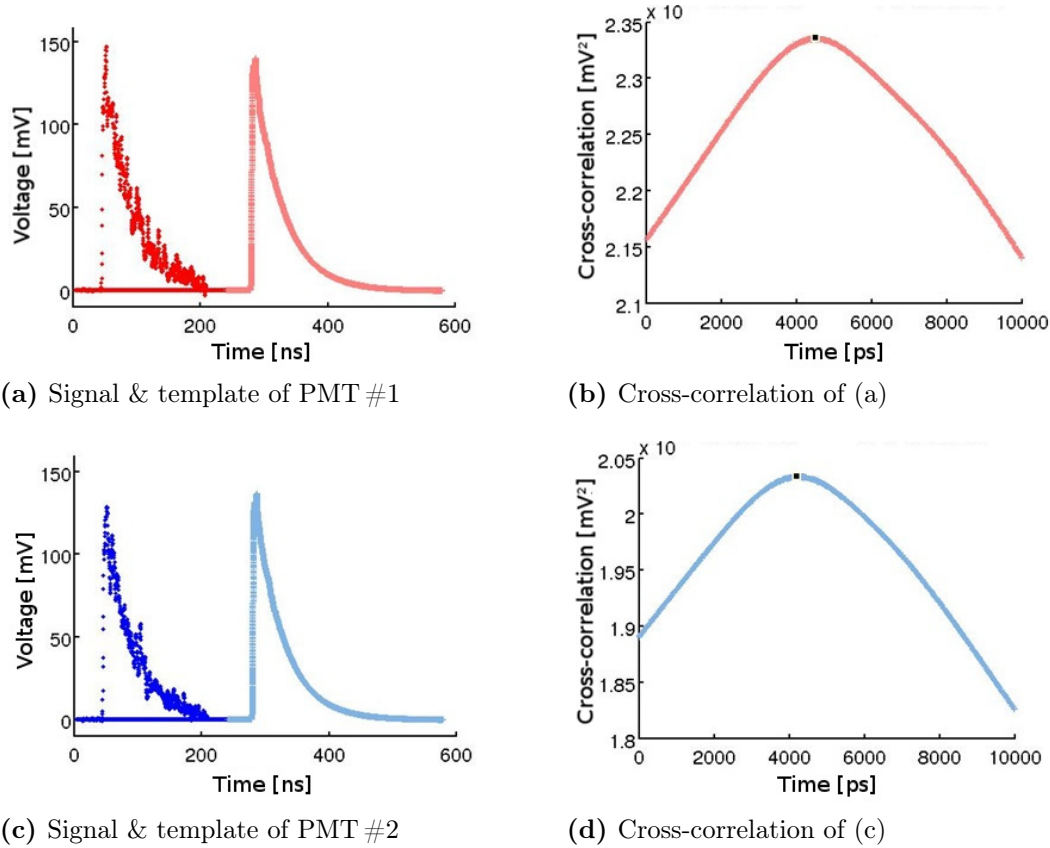 150
100
50
0
Voltage [mV]
0 200 400 600
Time [ns]
(a) Signal & template of PMT #1
x 10
2.35
2.3
2.25
2.2
2.15
2.1
Cross-correlation [mV²]
0 2000 4000 6000 8000 10000
Time [ps]
(b) Cross-correlation of (a)
150
100
50
0
Voltage [mV]
0 200 400 600
Time [ns]
(c) Signal & template of PMT #2
x 10
2.05
2
1.95
1.9
1.85
1.8
Cross-correlation [mV²]
0 2000 4000 6000 8000 10000
Time [ps]
(d) Cross-correlation of (c)